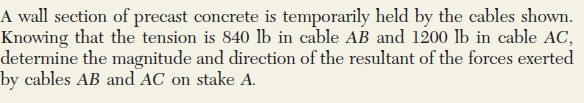 A wall section of precast concrete is temporarily held by the cables shown.
Knowing that the tension is 840 lb in cable AB and 1200 lb in cable AC,
determine the magnitude and direction of the resultant of the forces exerted
by cables AB and AC on stake A.